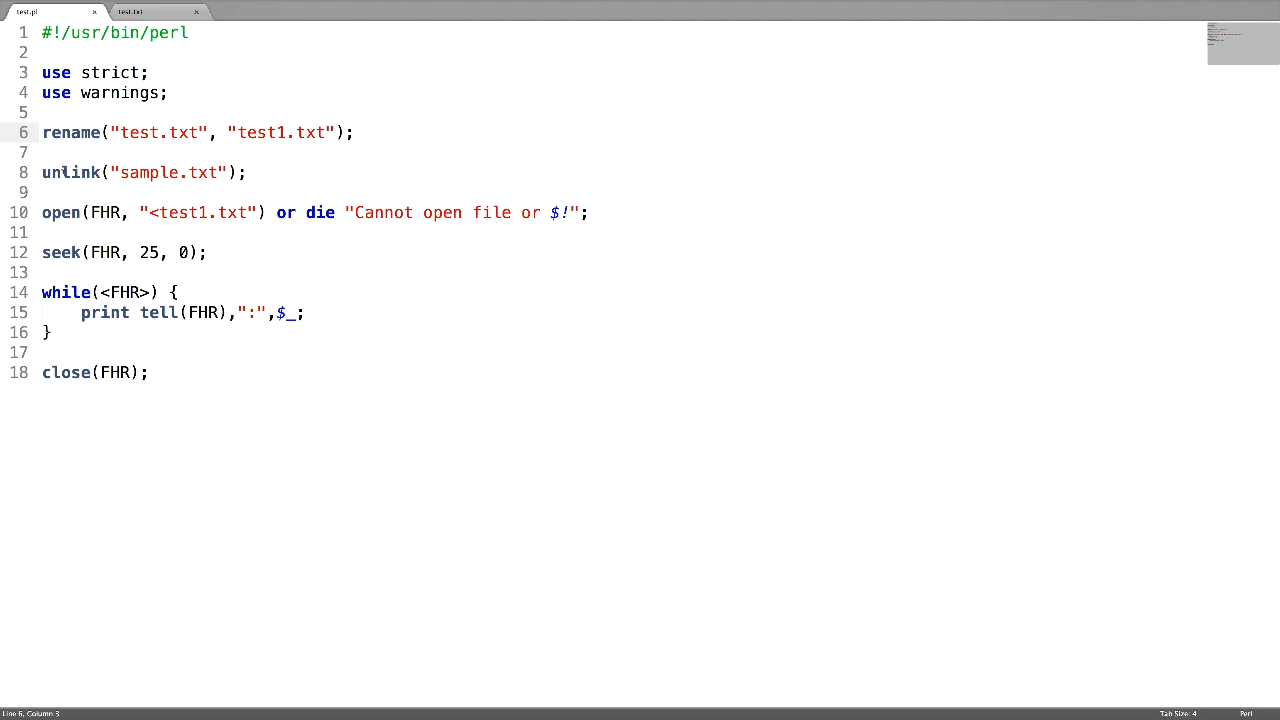 test.pl × test.txt ×
1 #!/usr/bin/perl
2
3 use strict;
4 use warnings;
5
6 rename("test.txt", "test1.txt");
7
8 unlink("sample.txt");
9
10 open(FHR, "<test1.txt") or die "Cannot open file or $!";
11
12 seek(FHR, 25, 0);
13
14 while(<FHR>) {
15 print tell(FHR),":",$_;
16 }
17
18 close(FHR);
Line 6, Column 3 Tab Size: 4 Perl